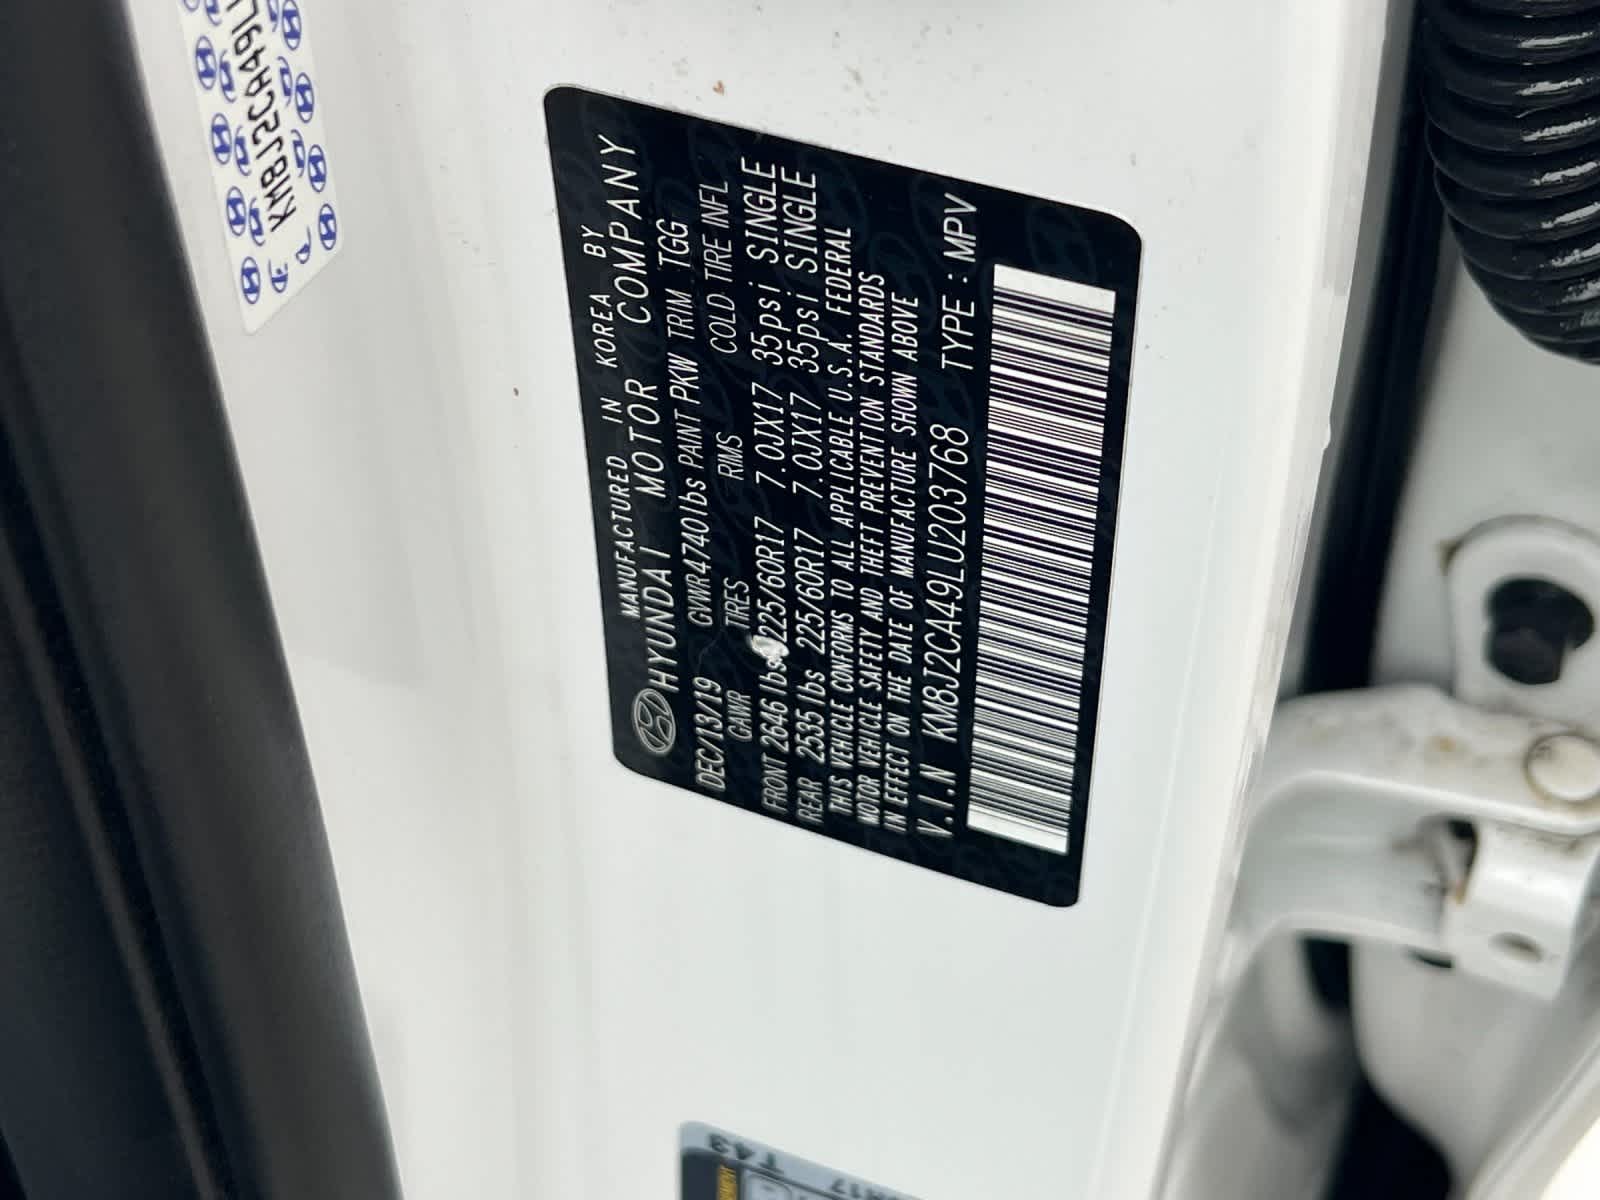 MANUFACTURED IN KOREA BY
HYUNDAI MOTOR COMPANY
DEC/13/19 GVWR4740lbs PAINT PKW TRIM TGG
GAWR TIRES RIMS COLD TIRE INFL
FRONT 2646 lbs 225/60R17 7.0JX17 35psi SINGLE
REAR 2535 lbs 225/60R17 7.0JX17 35psi SINGLE
THIS VEHICLE CONFORMS TO ALL APPLICABLE U.S.A. FEDERAL
MOTOR VEHICLE SAFETY AND THEFT PREVENTION STANDARDS
IN EFFECT ON THE DATE OF MANUFACTURE SHOWN ABOVE
V.I.N KM8J2CA49LU203768 TYPE : MPV
KM8J2CA49L
T43
R17